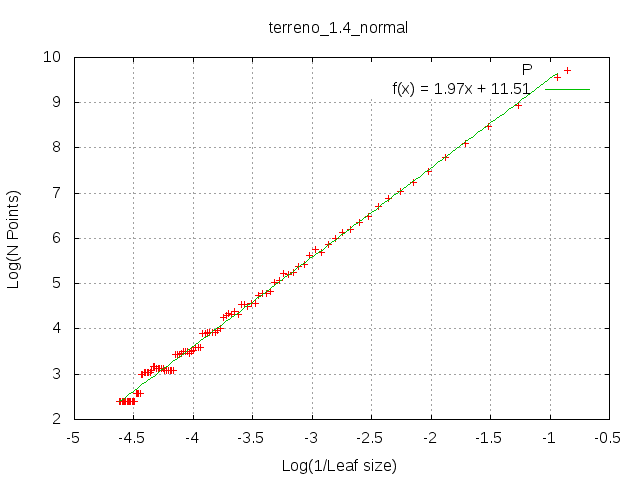 terreno_1.4_normal
10
9
8
7
6
5
4
3
2
Log(N Points)
P
f(x) = 1.97x + 11.51
-5 -4.5 -4 -3.5 -3 -2.5 -2 -1.5 -1 -0.5
Log(1/Leaf size)